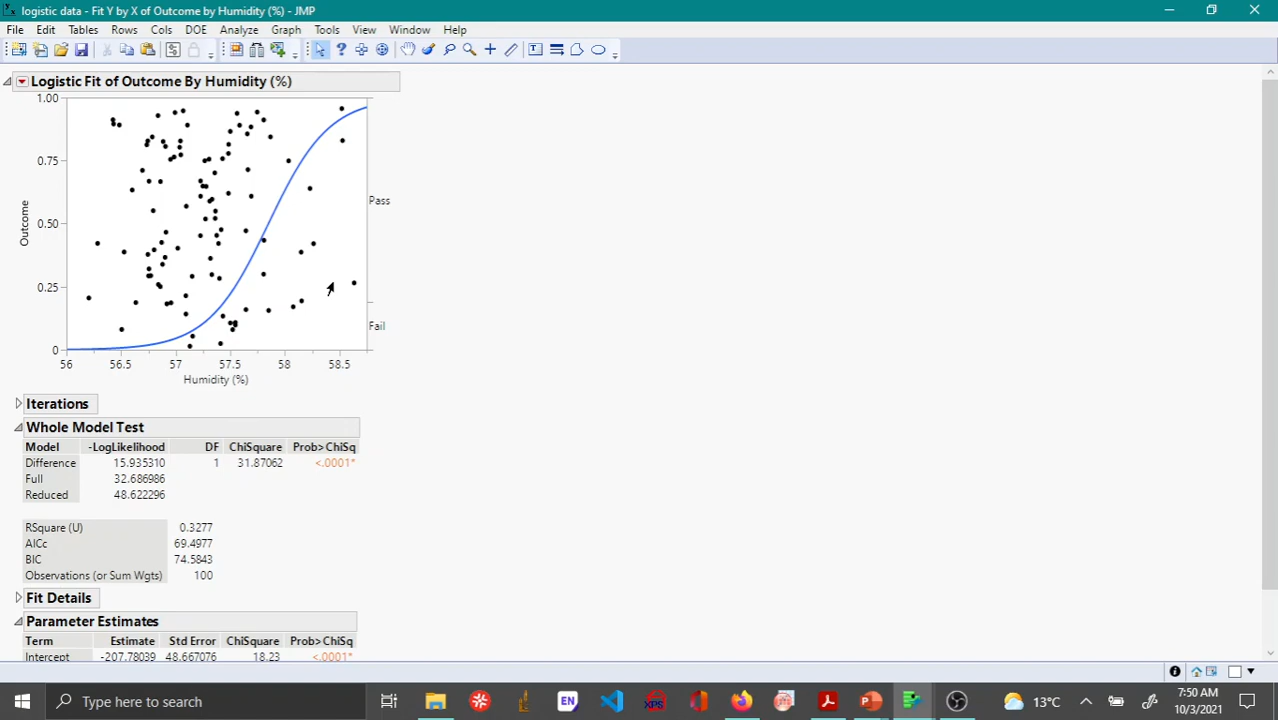 logistic data - Fit Y by X of Outcome by Humidity (%) - JMP
File Edit Tables Rows Cols DOE Analyze Graph Tools View Window Help
Logistic Fit of Outcome By Humidity (%)
1.00
0.75
0.50
0.25
0
Outcome
Pass
Fail
56 56.5 57 57.5 58 58.5
Humidity (%)
Iterations
Whole Model Test
Model -LogLikelihood DF ChiSquare Prob>ChiSq
Difference 15.935310 1 31.87062 <.0001*
Full 32.686986
Reduced 48.622296
RSquare (U) 0.3277
AICc 69.4977
BIC 74.5843
Observations (or Sum Wgts) 100
Fit Details
Parameter Estimates
Term Estimate Std Error ChiSquare Prob>ChiSq
Intercept -207.78039 48.667076 18.23 <.0001*
Type here to search
EN
XPS
13°C
7:50 AM
10/3/2021